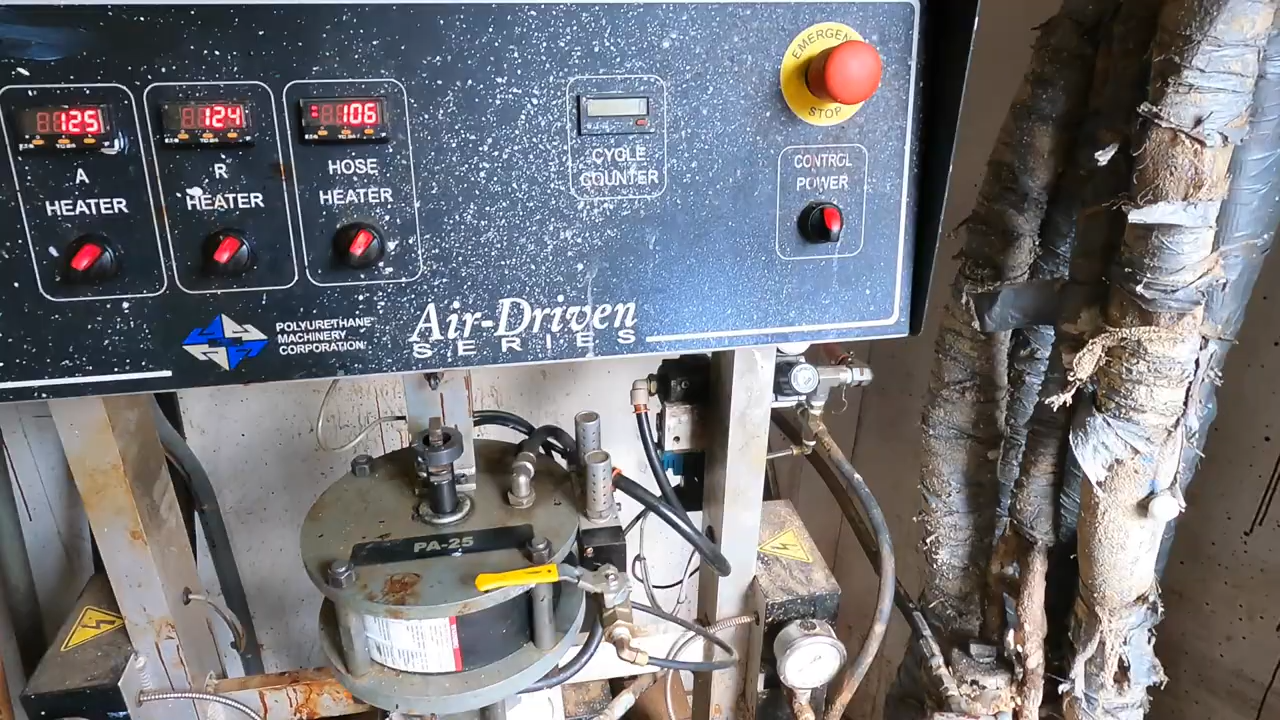 125
124
106
A
HEATER
R
HEATER
HOSE
HEATER
CYCLE
COUNTER
EMERGEN
STOP
CONTROL
POWER
POLYURETHANE
MACHINERY
CORPORATION
Air-Driven
SERIES
PA-25